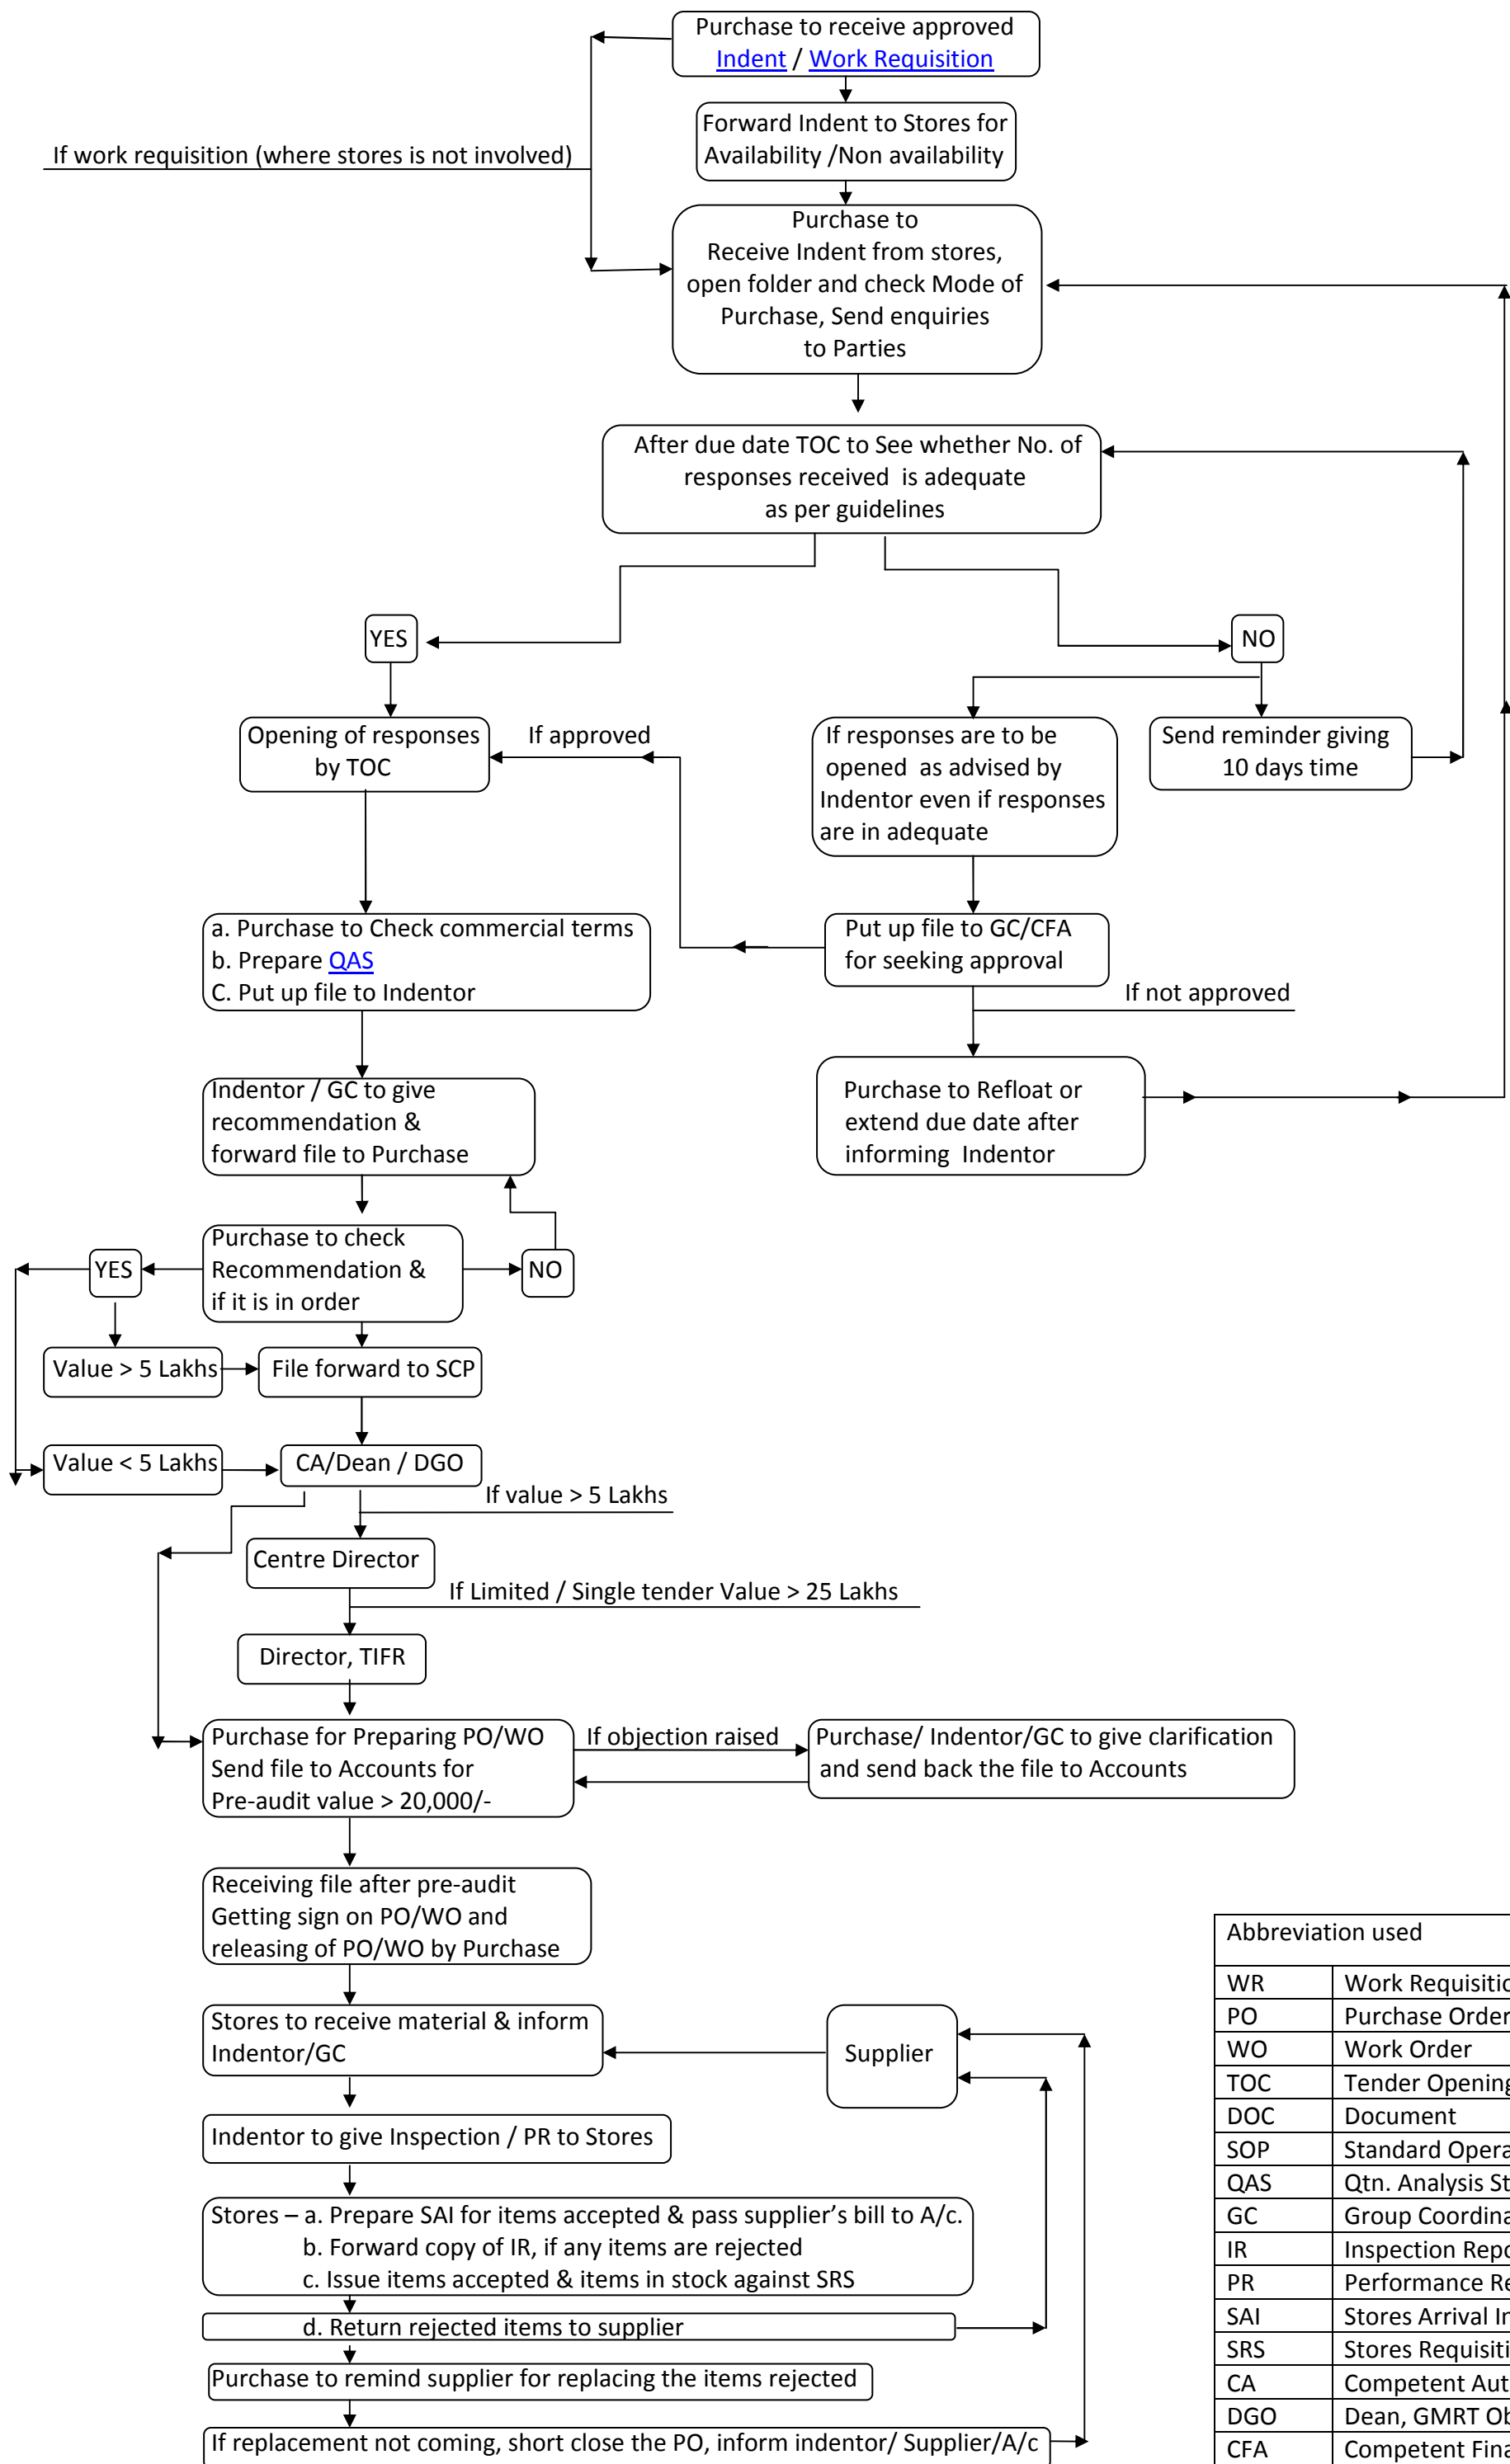 Purchase to receive approved
Indent / Work Requisition
Forward Indent to Stores for
Availability /Non availability
If work requisition (where stores is not involved)
Purchase to
Receive Indent from stores,
open folder and check Mode of
Purchase, Send enquiries
to Parties
After due date TOC to See whether No. of
responses received is adequate
as per guidelines
YES
NO
Opening of responses
by TOC
If approved
If responses are to be
opened as advised by
Indentor even if responses
are in adequate
Send reminder giving
10 days time
a. Purchase to Check commercial terms
b. Prepare QAS
C. Put up file to Indentor
Put up file to GC/CFA
for seeking approval
If not approved
Indentor / GC to give
recommendation &
forward file to Purchase
Purchase to Refloat or
extend due date after
informing Indentor
Purchase to check
Recommendation &
if it is in order
YES
NO
Value > 5 Lakhs
File forward to SCP
Value < 5 Lakhs
CA/Dean / DGO
If value > 5 Lakhs
Centre Director
If Limited / Single tender Value > 25 Lakhs
Director, TIFR
Purchase for Preparing PO/WO
Send file to Accounts for
Pre-audit value > 20,000/-
If objection raised
Purchase/ Indentor/GC to give clarification
and send back the file to Accounts
Receiving file after pre-audit
Getting sign on PO/WO and
releasing of PO/WO by Purchase
Stores to receive material & inform
Indentor/GC
Supplier
Indentor to give Inspection / PR to Stores
Stores – a. Prepare SAI for items accepted & pass supplier's bill to A/c.
b. Forward copy of IR, if any items are rejected
c. Issue items accepted & items in stock against SRS
d. Return rejected items to supplier
Purchase to remind supplier for replacing the items rejected
If replacement not coming, short close the PO, inform indentor/ Supplier/A/c
Abbreviation used
WR Work
PO Purchase Order
WO Work Order
TOC Tender Opening
DOC Document
SOP Standard
QAS Qtn. Analysis
GC Group
IR Inspection
PR Performance
SAI Stores Arrival
SRS Stores
CA Competent
DGO Dean, GMRT
CFA Competent